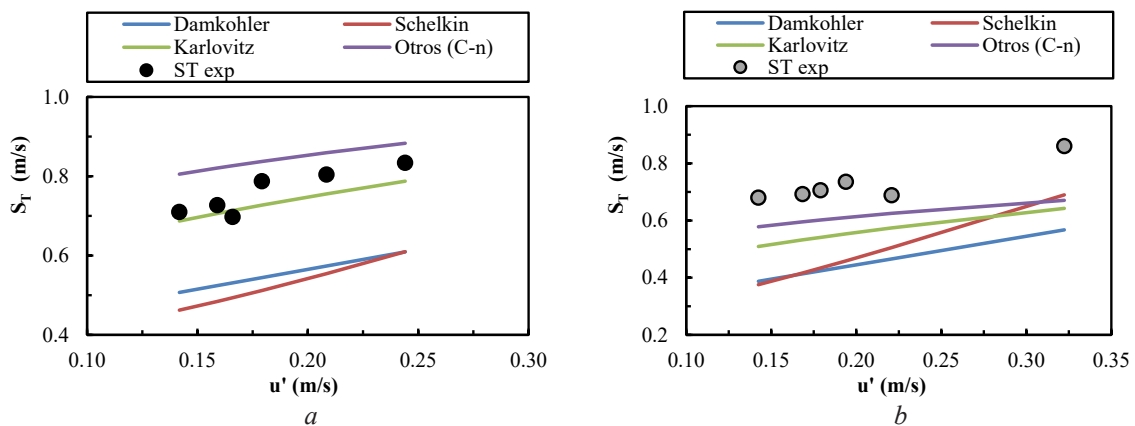 Damkohler Schelkin
Karlovitz Otros (C-n)
ST exp
1.0
0.8
0.6
0.4
S_T (m/s)
0.10 0.15 0.20 0.25 0.30
u' (m/s)
a
Damkohler Schelkin
Karlovitz Otros (C-n)
ST exp
1.0
0.8
0.6
0.4
0.2
S_T (m/s)
0.10 0.15 0.20 0.25 0.30 0.35
u' (m/s)
b